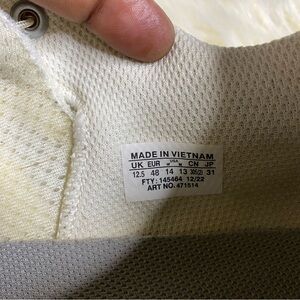 MADE IN VIETNAM
UK EUR USA M W CN JP
12.5 48 14 13 31
FTY: 145464 12/22
ART NO. 471514